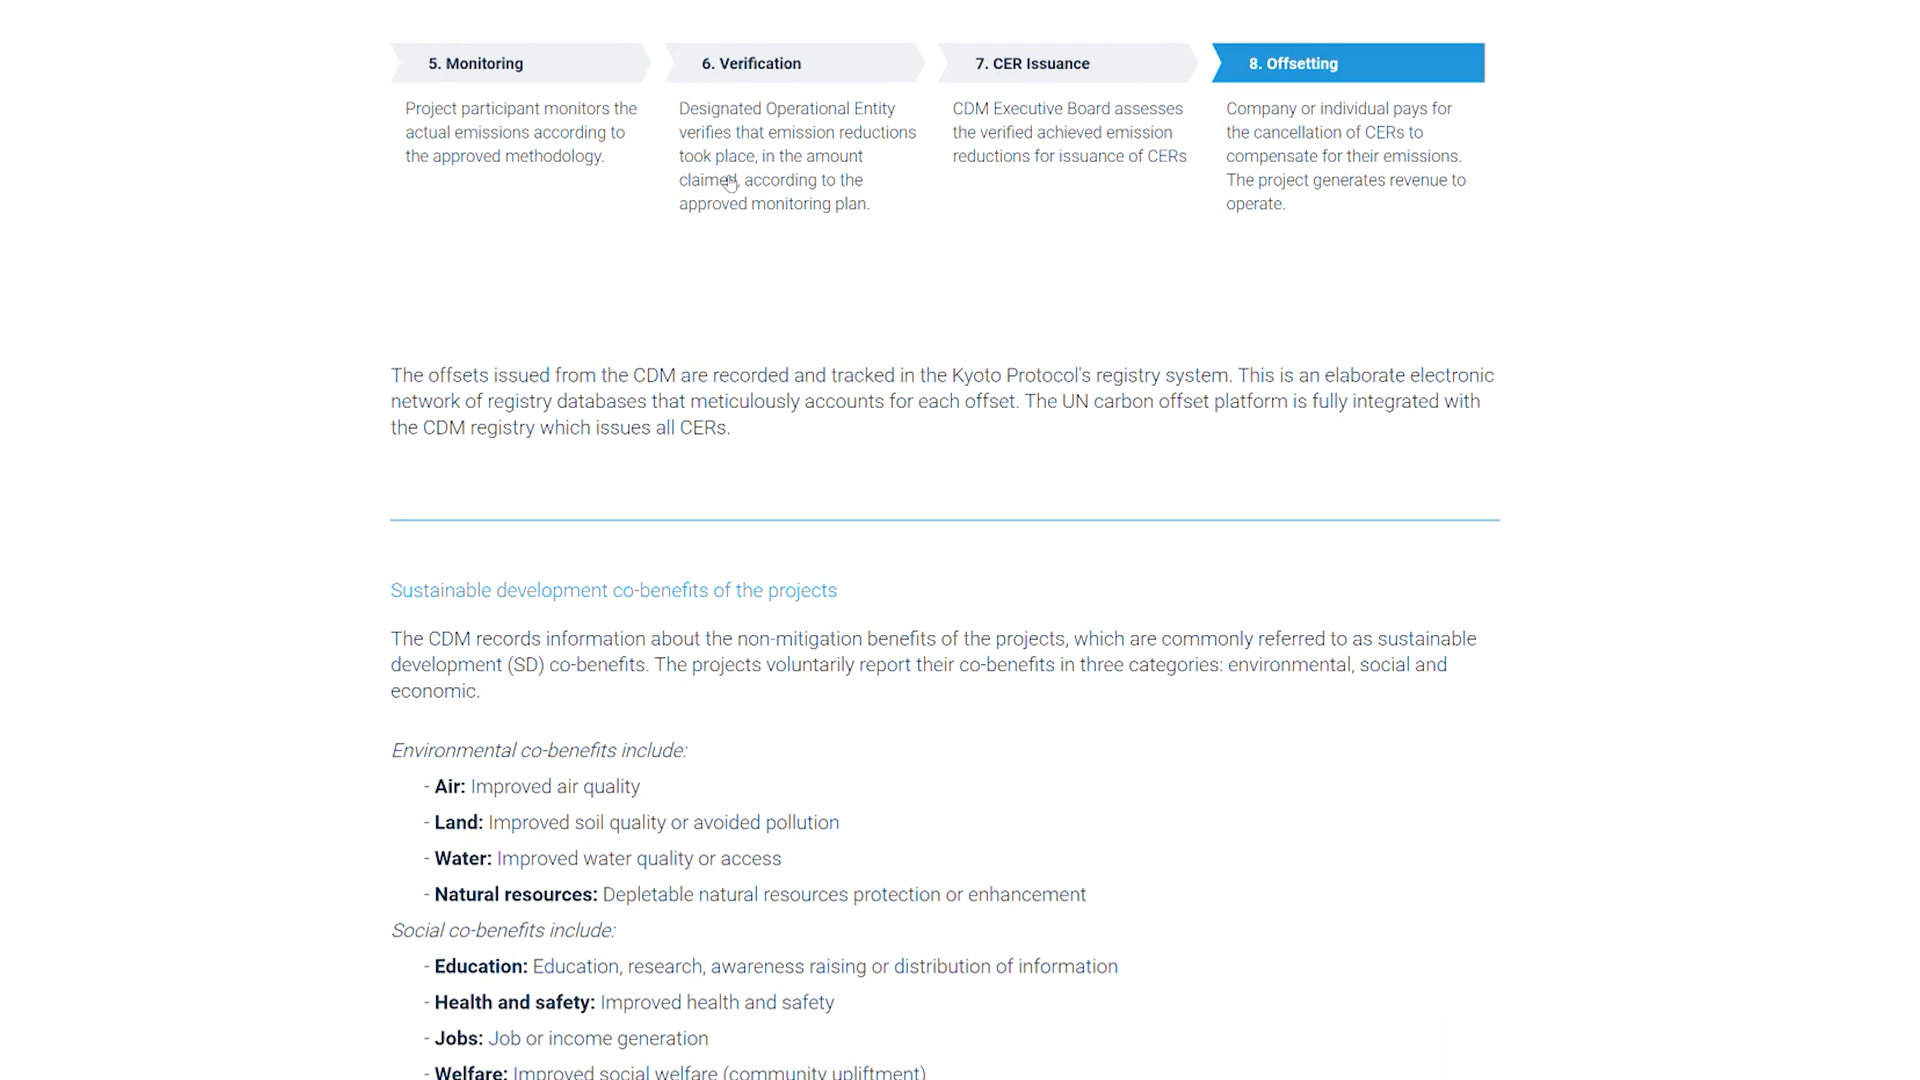 5. Monitoring
Project participant monitors the
actual emissions according to
the approved methodology.
6. Verification
Designated Operational Entity
verifies that emission reductions
took place, in the amount
claimed, according to the
approved monitoring plan.
7. CER Issuance
CDM Executive Board assesses
the verified achieved emission
reductions for issuance of CERs
8. Offsetting
Company or individual pays for
the cancellation of CERs to
compensate for their emissions.
The project generates revenue to
operate.
The offsets issued from the CDM are recorded and tracked in the Kyoto Protocol's registry system. This is an elaborate electronic
network of registry databases that meticulously accounts for each offset. The UN carbon offset platform is fully integrated with
the CDM registry which issues all CERs.
Sustainable development co-benefits of the projects
The CDM records information about the non-mitigation benefits of the projects, which are commonly referred to as sustainable
development (SD) co-benefits. The projects voluntarily report their co-benefits in three categories: environmental, social and
economic.
Environmental co-benefits include:
- Air: Improved air quality
- Land: Improved soil quality or avoided pollution
- Water: Improved water quality or access
- Natural resources: Depletable natural resources protection or enhancement
Social co-benefits include:
- Education: Education, research, awareness raising or distribution of information
- Health and safety: Improved health and safety
- Jobs: Job or income generation
- Welfare: Improved social welfare (community upliftment)